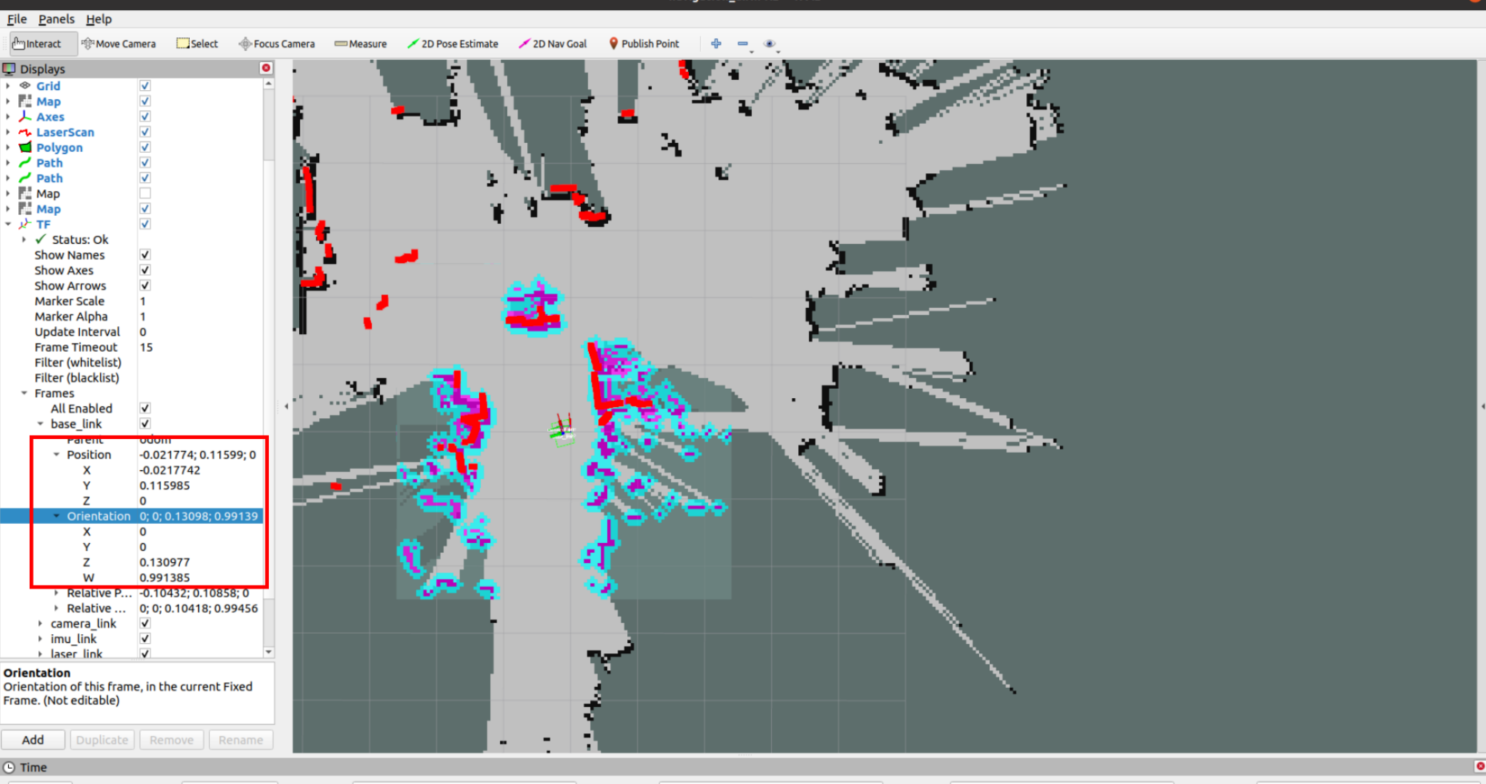 File Panels Help
Interact Move Camera Select Focus Camera Measure 2D Pose Estimate 2D Nav Goal Publish Point
Displays
Grid
Map
Axes
LaserScan
Polygon
Path
Path
Map
Map
TF
Status: Ok
Show Names
Show Axes
Show Arrows
Marker Scale 1
Marker Alpha 1
Update Interval 0
Frame Timeout 15
Filter (whitelist)
Filter (blacklist)
Frames
All Enabled
base_link
Parent odom
Position -0.021774; 0.11599; 0
X -0.0217742
Y 0.115985
Z 0
Orientation 0; 0; 0.13098; 0.99139
X 0
Y 0
Z 0.130977
W 0.991385
Relative P... -0.10432; 0.10858; 0
Relative ... 0; 0; 0.10418; 0.99456
camera_link
imu_link
laser_link
Orientation
Orientation of this frame, in the current Fixed
Frame. (Not editable)
Add Duplicate Remove Rename
Time